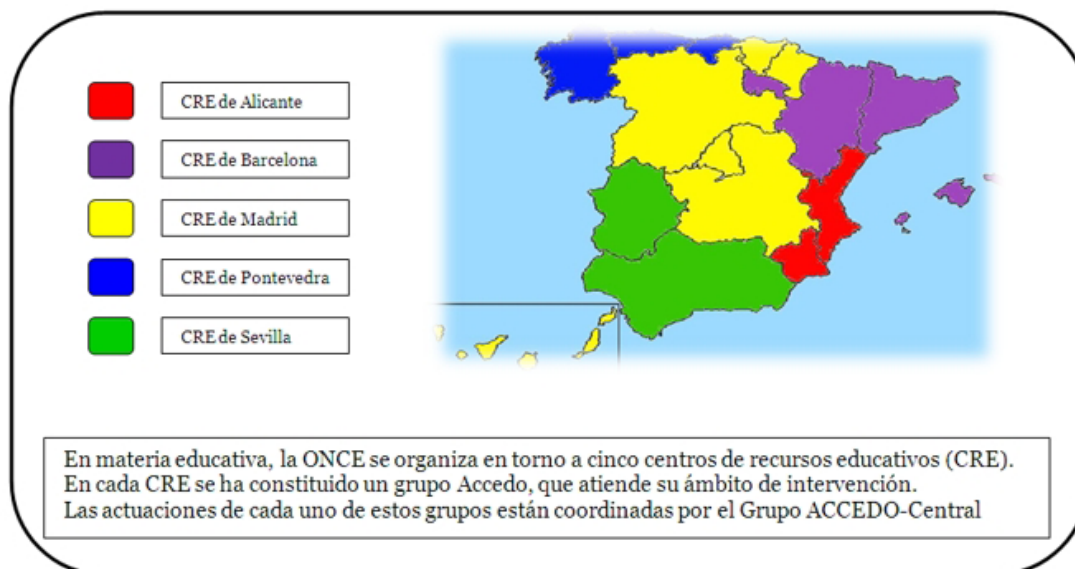 CRE de Alicante
CRE de Barcelona
CRE de Madrid
CRE de Pontevedra
CRE de Sevilla
En materia educativa, la ONCE se organiza en torno a cinco centros de recursos educativos (CRE).
En cada CRE se ha constituido un grupo Accedo, que atiende su ámbito de intervención.
Las actuaciones de cada uno de estos grupos están coordinadas por el Grupo ACCEDO-Central